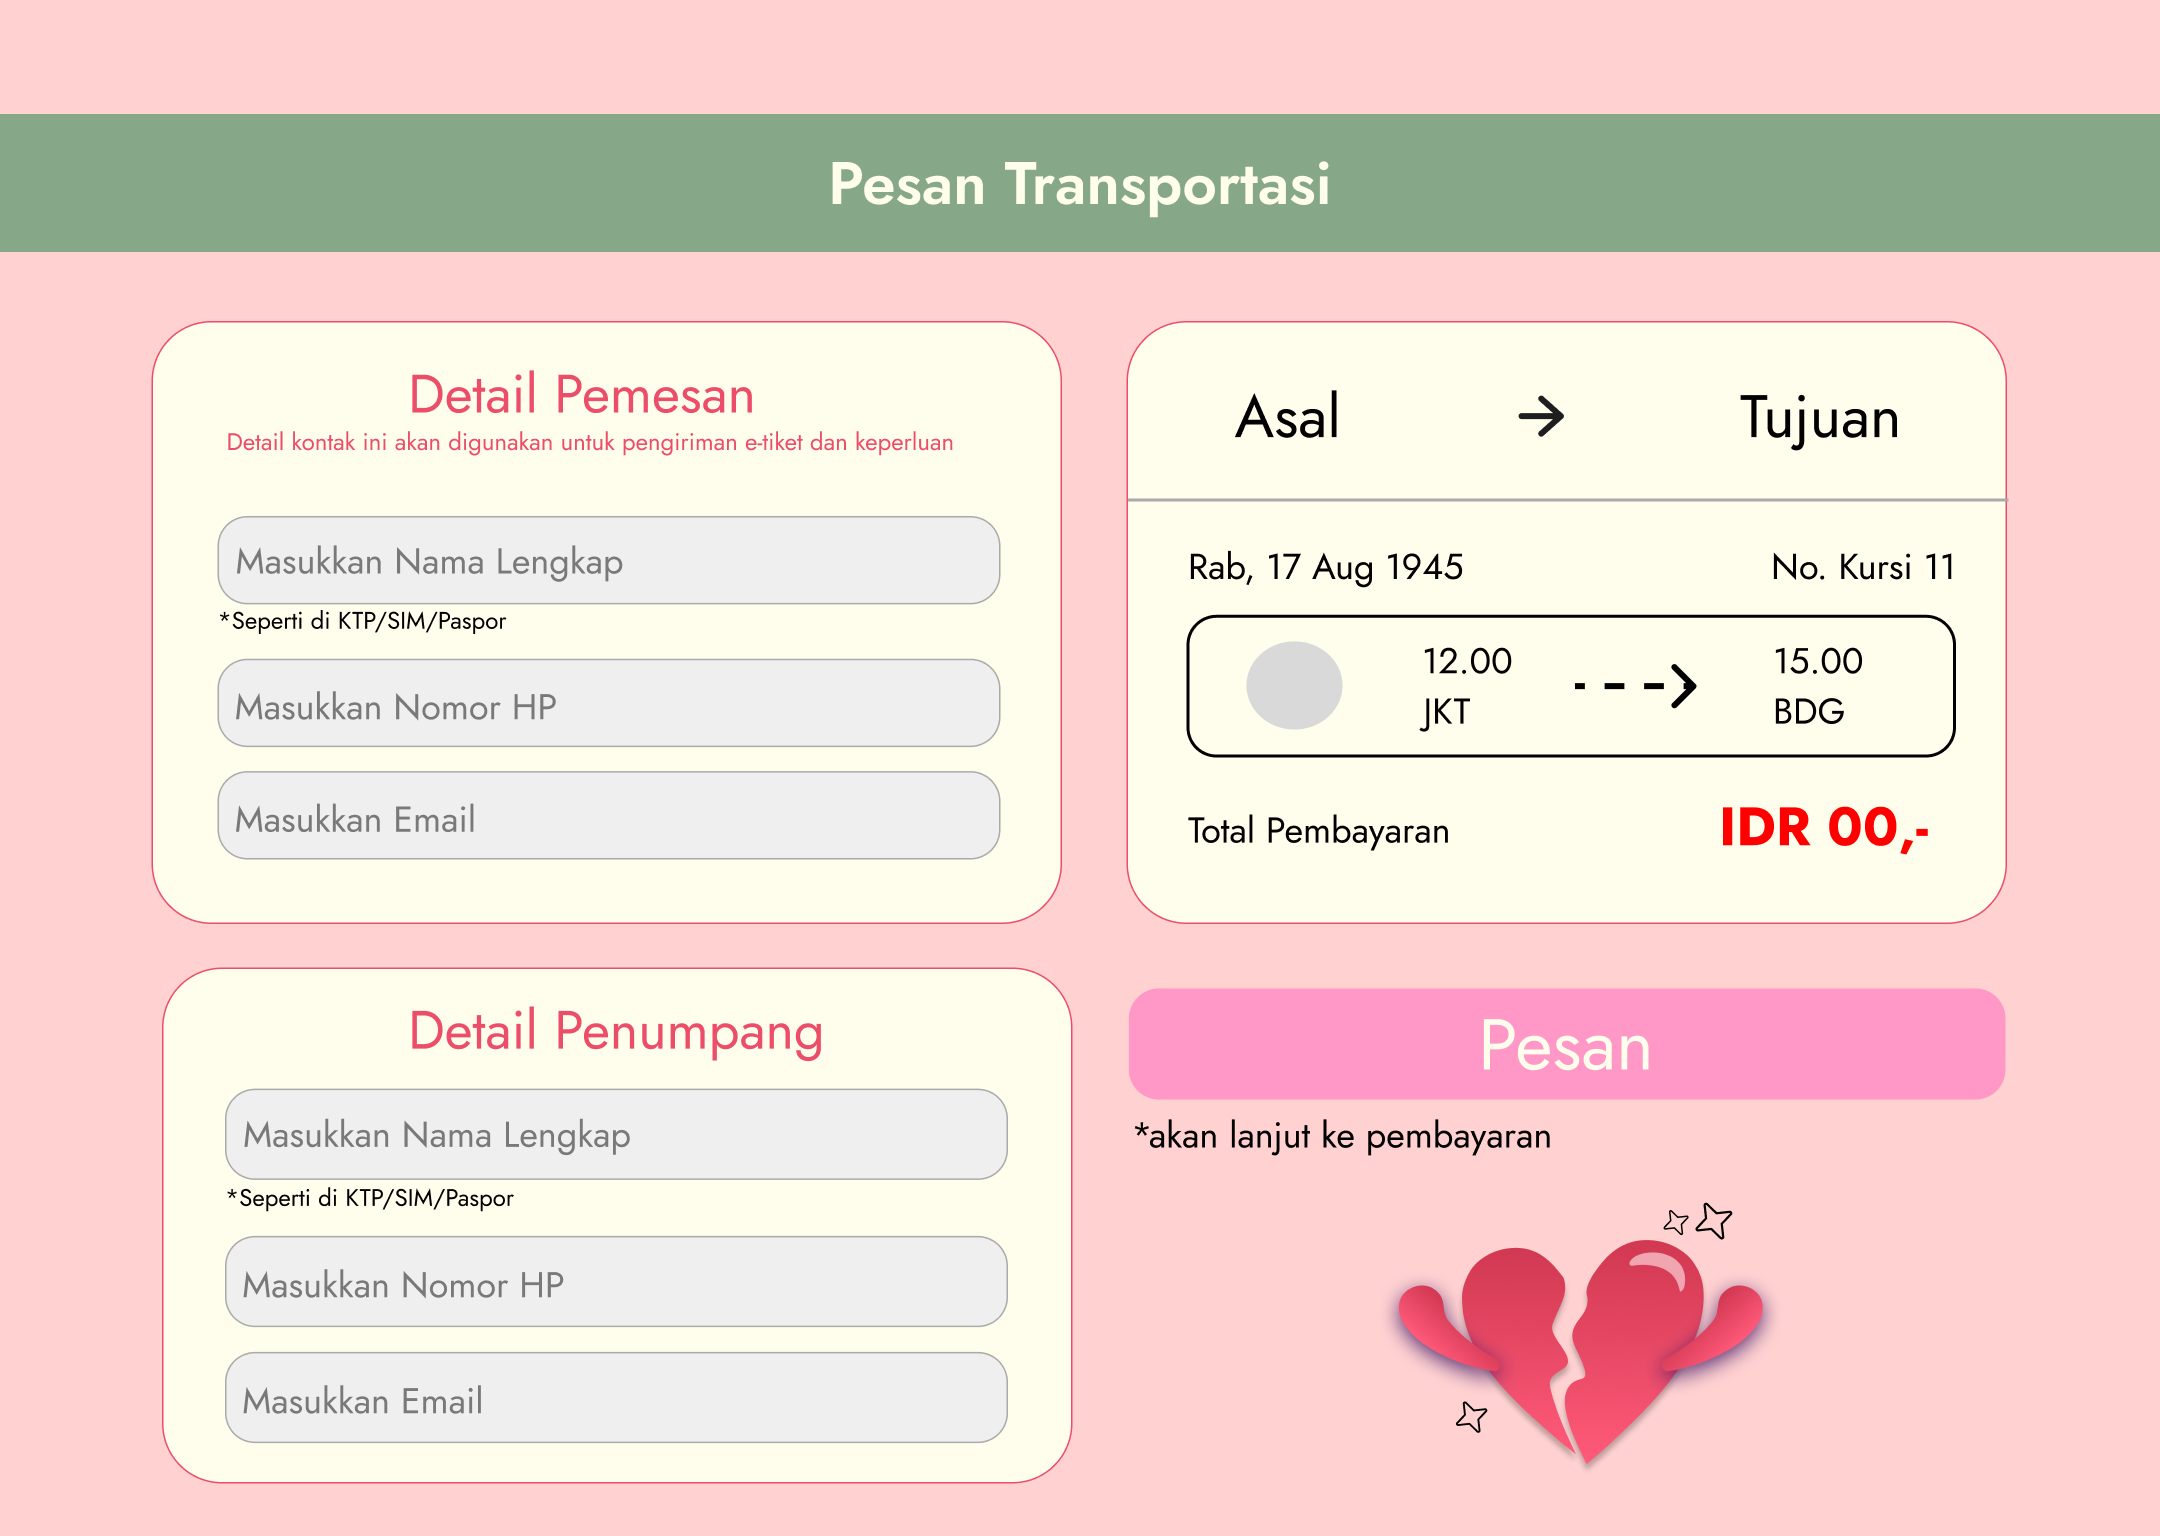 Pesan Transportasi
Detail Pemesan
Detail kontak ini akan digunakan untuk pengiriman e-tiket dan keperluan
Masukkan Nama Lengkap
*Seperti di KTP/SIM/Paspor
Masukkan Nomor HP
Masukkan Email
Asal
Tujuan
Rab, 17 Aug 1945
No. Kursi 11
12.00
JKT
15.00
BDG
Total Pembayaran
IDR 00,-
Detail Penumpang
Masukkan Nama Lengkap
*Seperti di KTP/SIM/Paspor
Masukkan Nomor HP
Masukkan Email
Pesan
*akan lanjut ke pembayaran